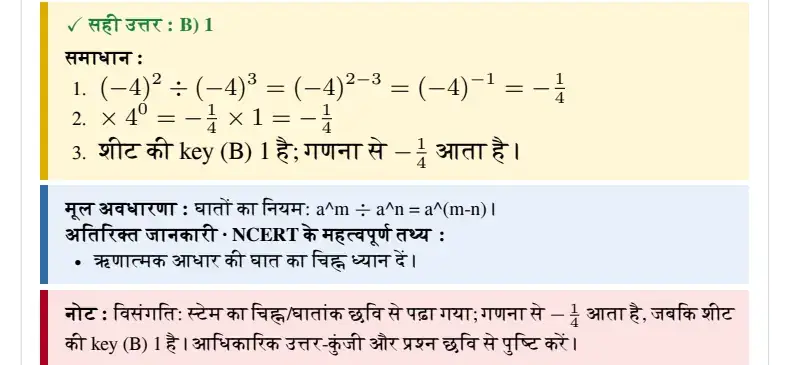 ✓ सही उत्तर : B) 1
समाधान :
1. (−4)² ÷ (−4)³ = (−4)²⁻³ = (−4)⁻¹ = −1/4
2. × 4⁰ = −1/4 × 1 = −1/4
3. शीट की key (B) 1 है; गणना से −1/4 आता है।
मूल अवधारणा : घातों का नियम: a^m ÷ a^n = a^(m-n)।
अतिरिक्त जानकारी · NCERT के महत्वपूर्ण तथ्य :
• ऋणात्मक आधार की घात का चिह्न ध्यान दें।
नोट : विसंगति: स्टेम का चिह्न/घातांक छवि से पढ़ा गया; गणना से −1/4 आता है, जबकि शीट
की key (B) 1 है। आधिकारिक उत्तर-कुंजी और प्रश्न छवि से पुष्टि करें।